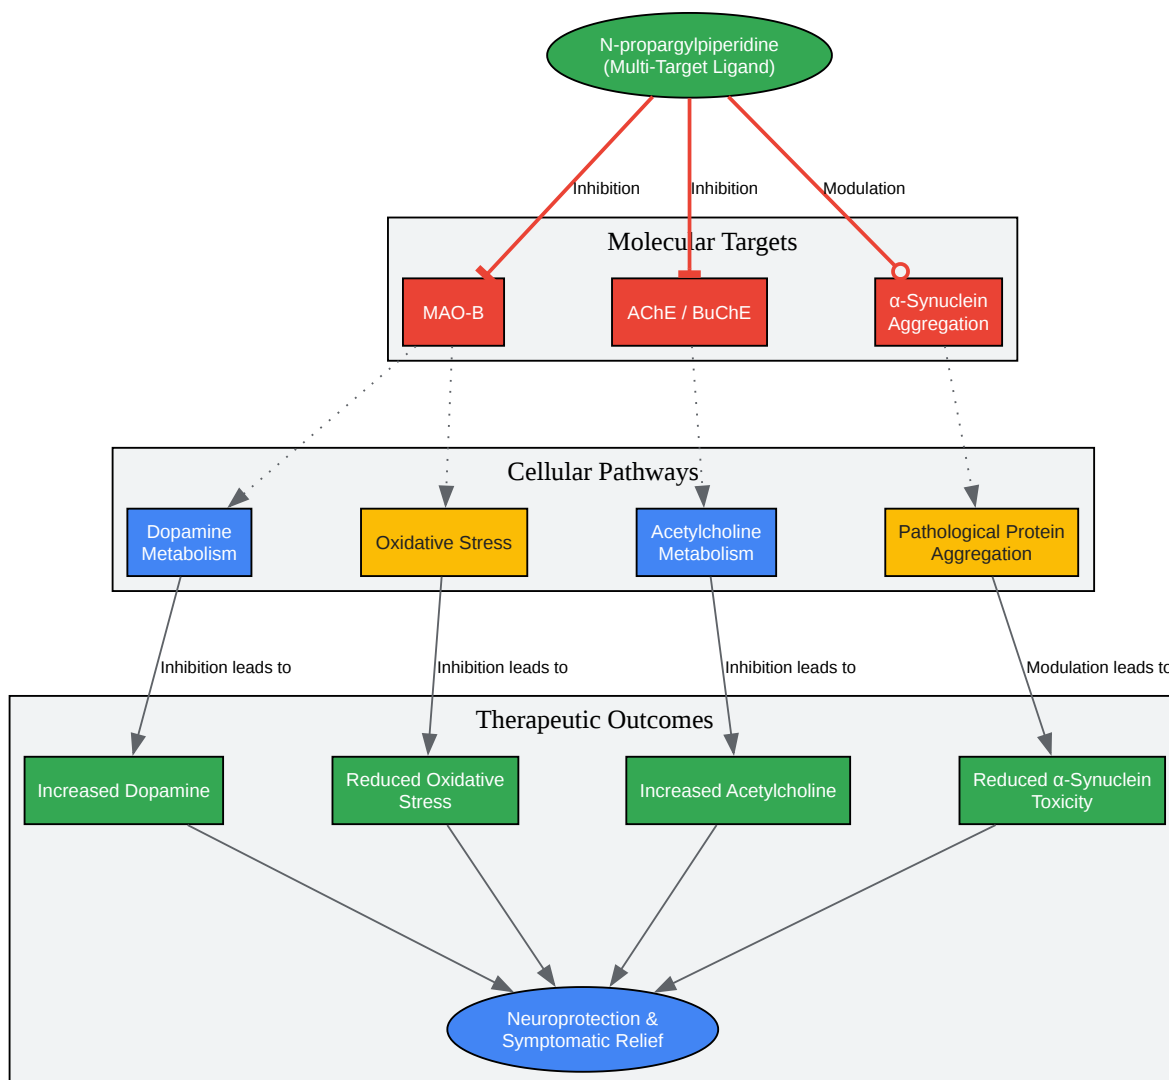 N-propargylpiperidine
(Multi-Target Ligand)
Inhibition
Inhibition
Modulation
Molecular Targets
MAO-B
AChE / BuChE
α-Synuclein
Aggregation
Cellular Pathways
Dopamine
Metabolism
Oxidative Stress
Acetylcholine
Metabolism
Pathological Protein
Aggregation
Inhibition leads to
Inhibition leads to
Inhibition leads to
Modulation leads to
Therapeutic Outcomes
Increased Dopamine
Reduced Oxidative
Stress
Increased Acetylcholine
Reduced α-Synuclein
Toxicity
Neuroprotection &
Symptomatic Relief